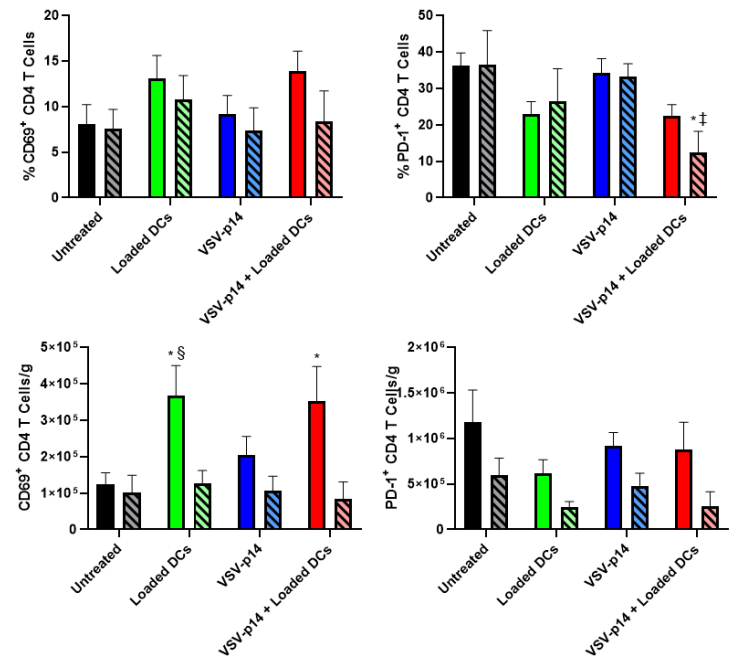 % CD69⁺ CD4 T Cells
20
15
10
5
0
Untreated
Loaded DCs
VSV-p14
VSV-p14 + Loaded DCs
% PD-1⁺ CD4 T Cells
50
40
30
20
10
0
* ‡
Untreated
Loaded DCs
VSV-p14
VSV-p14 + Loaded DCs
CD69⁺ CD4 T Cells/g
5×10⁵
4×10⁵
3×10⁵
2×10⁵
1×10⁵
0
* §
*
Untreated
Loaded DCs
VSV-p14
VSV-p14 + Loaded DCs
PD-1⁺ CD4 T Cells/g
2×10⁶
1.5×10⁶
1×10⁶
5×10⁵
0
Untreated
Loaded DCs
VSV-p14
VSV-p14 + Loaded DCs